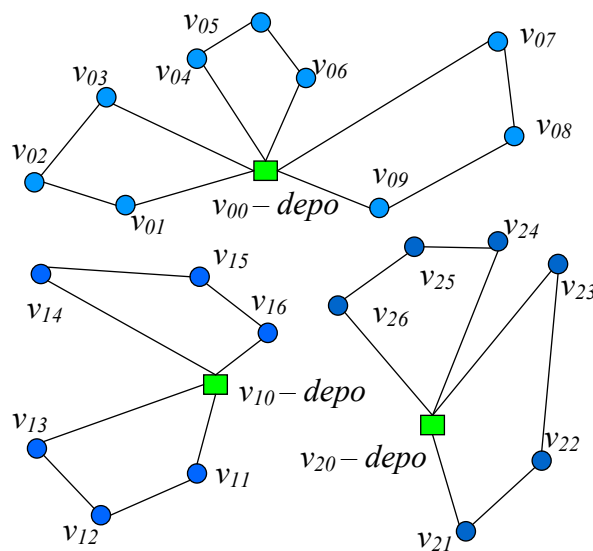 v05
v07
v04
v06
v03
v08
v02
v09
v01
v00 – depo
v24
v15
v25
v23
v14
v16
v26
v10 – depo
v13
v20 – depo
v22
v11
v12
v21